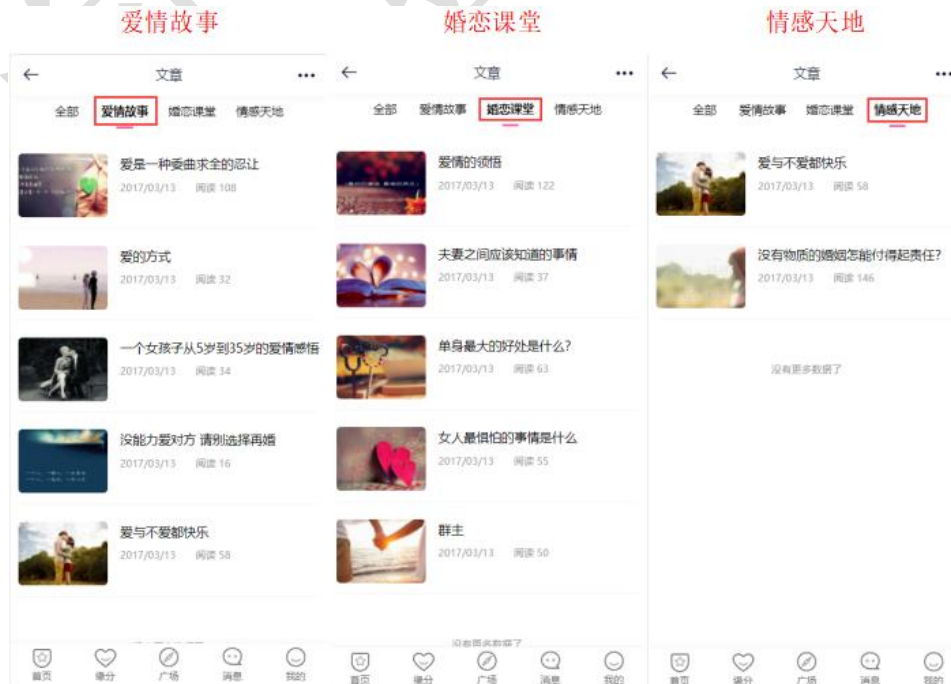 爱情故事
文章
全部 爱情故事 婚恋课堂 情感天地
爱是一种委曲求全的忍让
2017/03/13 阅读 108
爱的方式
2017/03/13 阅读 32
一个女孩子从5岁到35岁的爱情感悟
2017/03/13 阅读 34
没能力爱对方 请别选择再婚
2017/03/13 阅读 16
爱与不爱都快乐
2017/03/13 阅读 58
首页 缘分 广场 消息 我的
婚恋课堂
文章
全部 爱情故事 婚恋课堂 情感天地
爱情的领悟
2017/03/13 阅读 122
夫妻之间应该知道的事情
2017/03/13 阅读 37
单身最大的好处是什么?
2017/03/13 阅读 63
女人最惧怕的事情是什么
2017/03/13 阅读 55
群主
2017/03/13 阅读 50
没有更多数据了
首页 缘分 广场 消息 我的
情感天地
文章
全部 爱情故事 婚恋课堂 情感天地
爱与不爱都快乐
2017/03/13 阅读 58
没有物质的婚姻怎能付得起责任?
2017/03/13 阅读 146
没有更多数据了
首页 缘分 广场 消息 我的